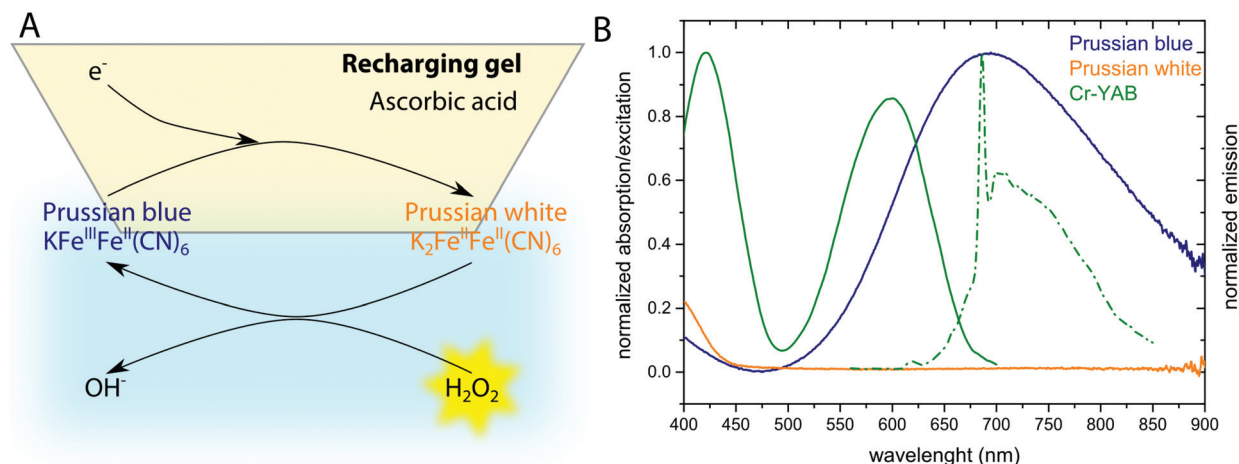 A
e⁻
Recharging gel
Ascorbic acid
Prussian blue
KFeᴵᴵᴵFeᴵᴵ(CN)₆
Prussian white
K₂FeᴵᴵFeᴵᴵ(CN)₆
OH⁻
H₂O₂
B
Prussian blue
Prussian white
Cr-YAB
normalized absorption/excitation
1.0
0.8
0.6
0.4
0.2
0.0
400 450 500 550 600 650 700 750 800 850 900
wavelenght (nm)
normalized emission